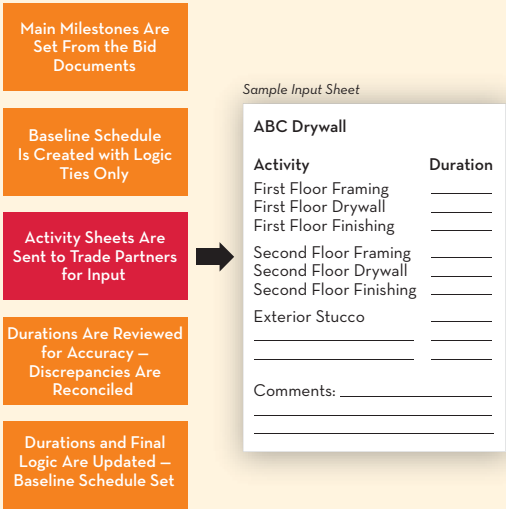 Main Milestones Are
Set From the Bid
Documents
Baseline Schedule
Is Created with Logic
Ties Only
Activity Sheets Are
Sent to Trade Partners
for Input
Durations Are Reviewed
for Accuracy —
Discrepancies Are
Reconciled
Durations and Final
Logic Are Updated —
Baseline Schedule Set
Sample Input Sheet
ABC Drywall
Activity Duration
First Floor Framing
First Floor Drywall
First Floor Finishing
Second Floor Framing
Second Floor Drywall
Second Floor Finishing
Exterior Stucco
Comments: